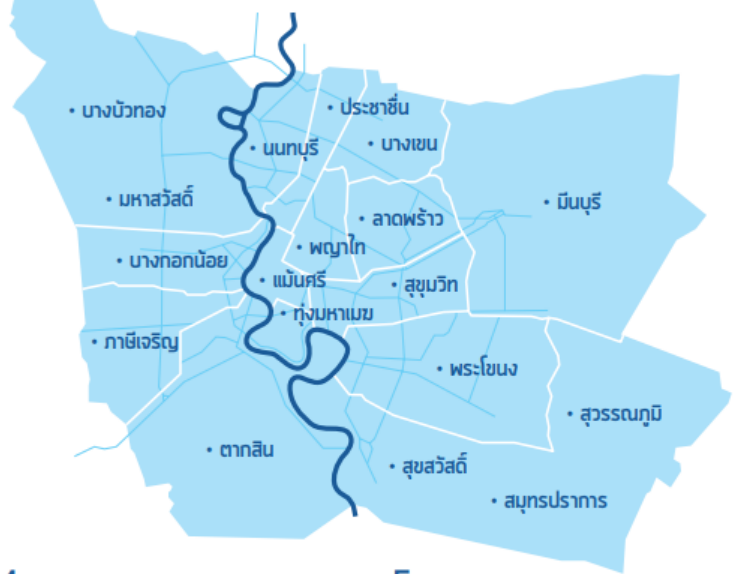 • บางบัวทอง
• ประชาชื่น
• นนทบุรี
• บางเขน
• มหาสวัสดิ์
• มีนบุรี
• ลาดพร้าว
• พญาไท
• บางกอกน้อย
• แม้นศรี
• สุขุมวิท
• ทุ่งมหาเมฆ
• ภาษีเจริญ
• พระโขนง
• สุวรรณภูมิ
• ตากสิน
• สุขสวัสดิ์
• สมุทรปราการ